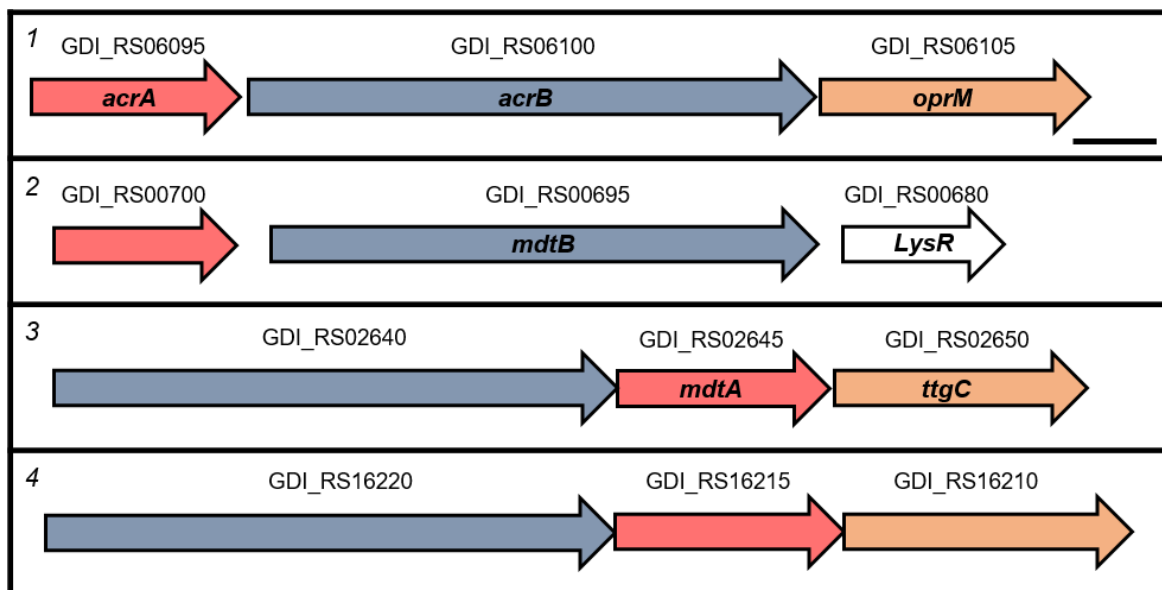 1
GDI_RS06095 GDI_RS06100 GDI_RS06105
acrA acrB oprM
2
GDI_RS00700 GDI_RS00695 GDI_RS00680
mdtB LysR
3
GDI_RS02640 GDI_RS02645 GDI_RS02650
mdtA ttgC
4
GDI_RS16220 GDI_RS16215 GDI_RS16210